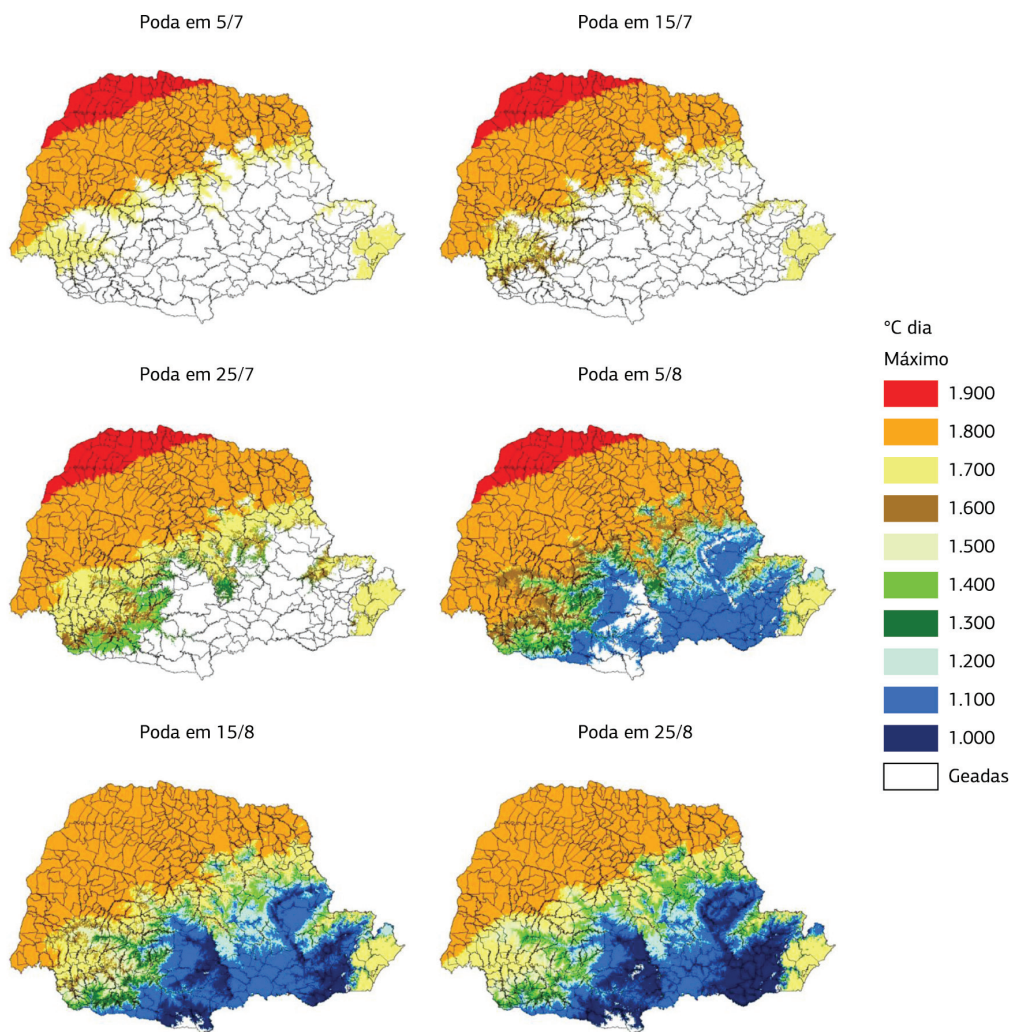 Poda em 5/7
Poda em 15/7
Poda em 25/7
Poda em 5/8
°C dia
Máximo
1.900
1.800
1.700
1.600
1.500
1.400
1.300
1.200
1.100
1.000
Geadas
Poda em 15/8
Poda em 25/8